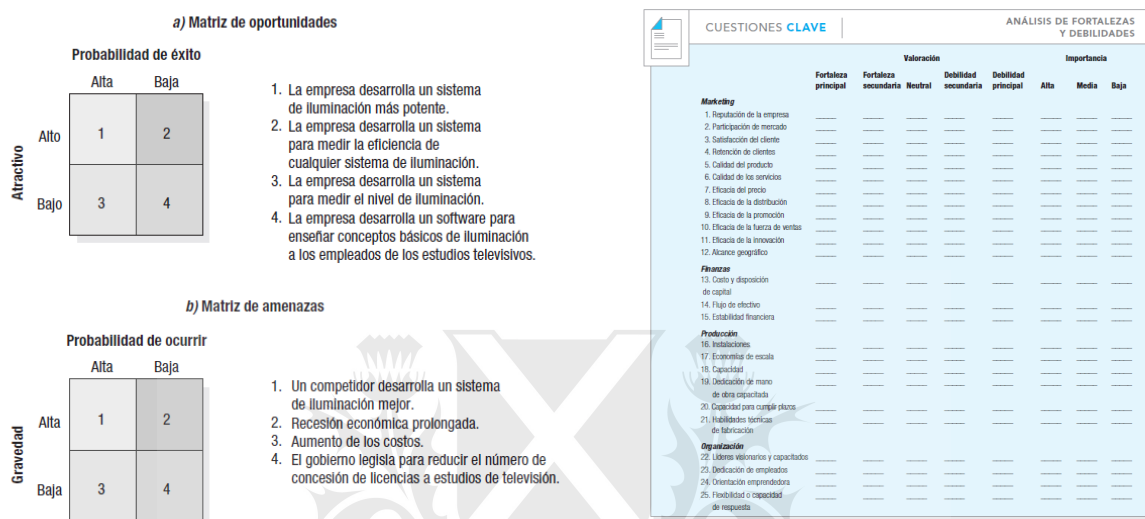 a) Matriz de oportunidades
Probabilidad de éxito
Alta Baja
Atractivo
Alto 1 2
Bajo 3 4
1. La empresa desarrolla un sistema
de iluminación más potente.
2. La empresa desarrolla un sistema
para medir la eficiencia de
cualquier sistema de iluminación.
3. La empresa desarrolla un sistema
para medir el nivel de iluminación.
4. La empresa desarrolla un software para
enseñar conceptos básicos de iluminación
a los empleados de los estudios televisivos.
b) Matriz de amenazas
Probabilidad de ocurrir
Alta Baja
Gravedad
Alta 1 2
Baja 3 4
1. Un competidor desarrolla un sistema
de iluminación mejor.
2. Recesión económica prolongada.
3. Aumento de los costos.
4. El gobierno legisla para reducir el número de
concesión de licencias a estudios de televisión.
CUESTIONES CLAVE
ANÁLISIS DE FORTALEZAS
Y DEBILIDADES
Valoración Importancia
Fortaleza Fortaleza Debilidad Debilidad
principal secundaria Neutral secundaria principal Alta Media Baja
Marketing
1. Reputación de la empresa
2. Participación de mercado
3. Satisfacción del cliente
4. Retención de clientes
5. Calidad del producto
6. Calidad de los servicios
7. Eficacia del precio
8. Eficacia de la distribución
9. Eficacia de la promoción
10. Eficacia de la fuerza de ventas
11. Eficacia de la innovación
12. Alcance geográfico
Finanzas
13. Costo y disposición
de capital
14. Flujo de efectivo
15. Estabilidad financiera
Producción
16. Instalaciones
17. Economías de escala
18. Capacidad
19. Dedicación de mano
de obra capacitada
20. Capacidad para cumplir plazos
21. Habilidades técnicas
de fabricación
Organización
22. Líderes visionarios y capacitados
23. Dedicación de empleados
24. Orientación emprendedora
25. Flexibilidad o capacidad
de respuesta